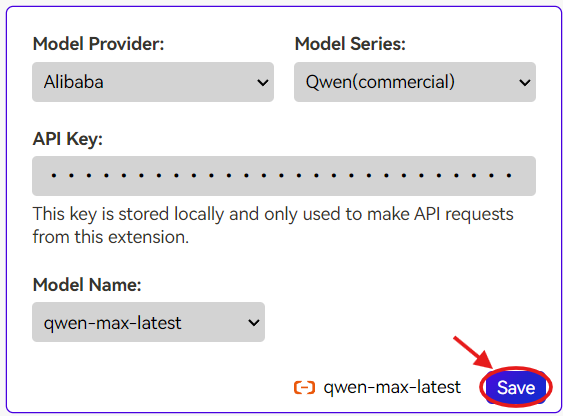 Model Provider: Model Series:
Alibaba Qwen(commercial)
API Key:
• • • • • • • • • • • • • • • • • • • • • • • • • • •
This key is stored locally and only used to make API requests
from this extension.
Model Name:
qwen-max-latest
qwen-max-latest Save